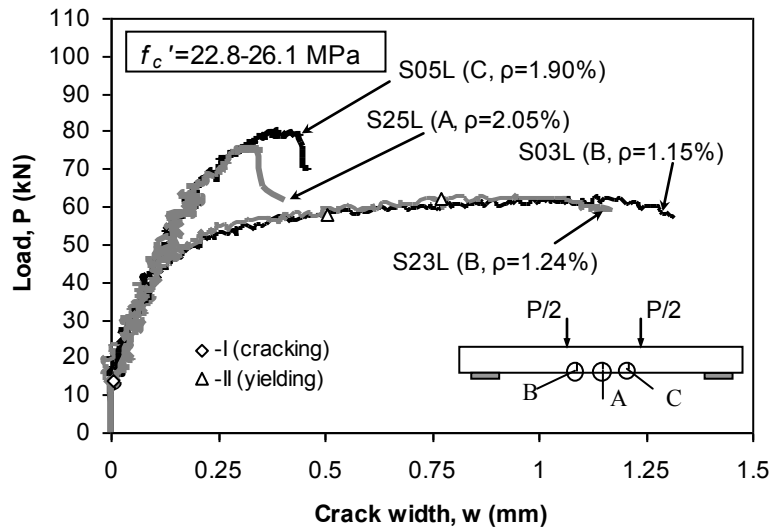 110
100
90
80
70
60
50
40
30
20
10
0
Load, P (kN)
fc′=22.8-26.1 MPa
S05L (C, ρ=1.90%)
S25L (A, ρ=2.05%)
S03L (B, ρ=1.15%)
S23L (B, ρ=1.24%)
-I (cracking)
-II (yielding)
P/2 P/2
B A C
0 0.25 0.5 0.75 1 1.25 1.5
Crack width, w (mm)